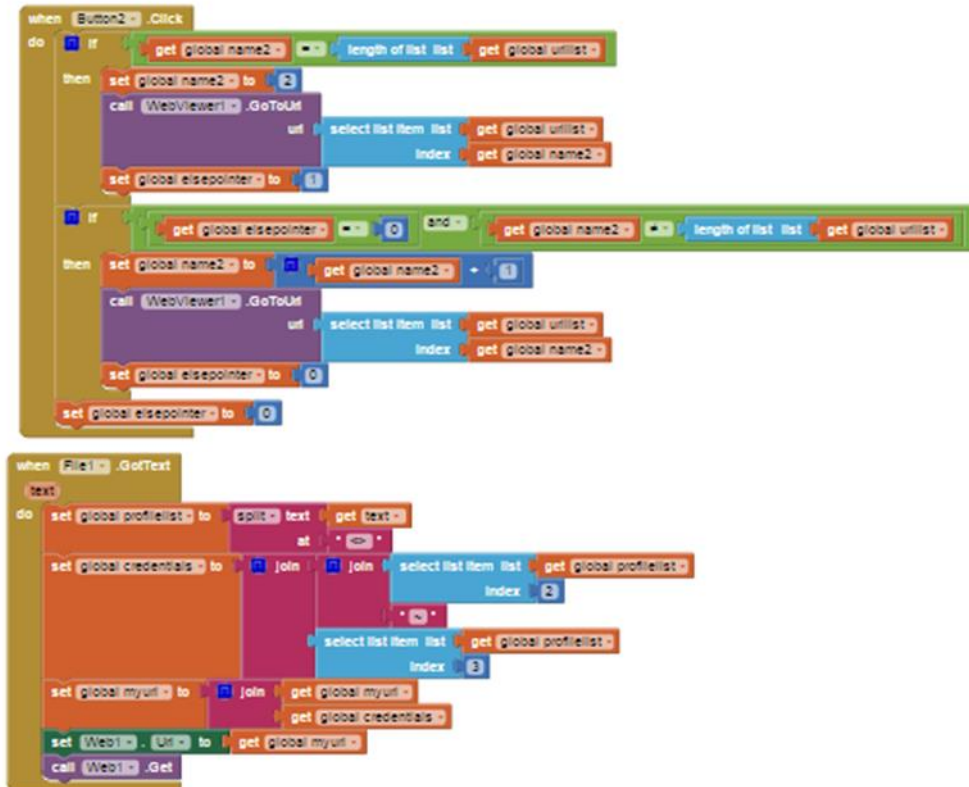 when Button2 .Click
do if get global name2 = length of list list get global urllist
then set global name2 to 2
call WebViewer1 .GoToUrl
url select list item list get global urllist
index get global name2
set global elsepointer to 1
if get global elsepointer = 0 and get global name2 ≠ length of list list get global urllist
then set global name2 to get global name2 + 1
call WebViewer1 .GoToUrl
url select list item list get global urllist
index get global name2
set global elsepointer to 0
set global elsepointer to 0
when File1 .GotText
text
do set global profilelist to split text get text
at " <> "
set global credentials to join join select list item list get global profilelist
index 2
" ~ "
select list item list get global profilelist
index 3
set global myurl to join get global myurl
get global credentials
set Web1 . Url to get global myurl
call Web1 .Get